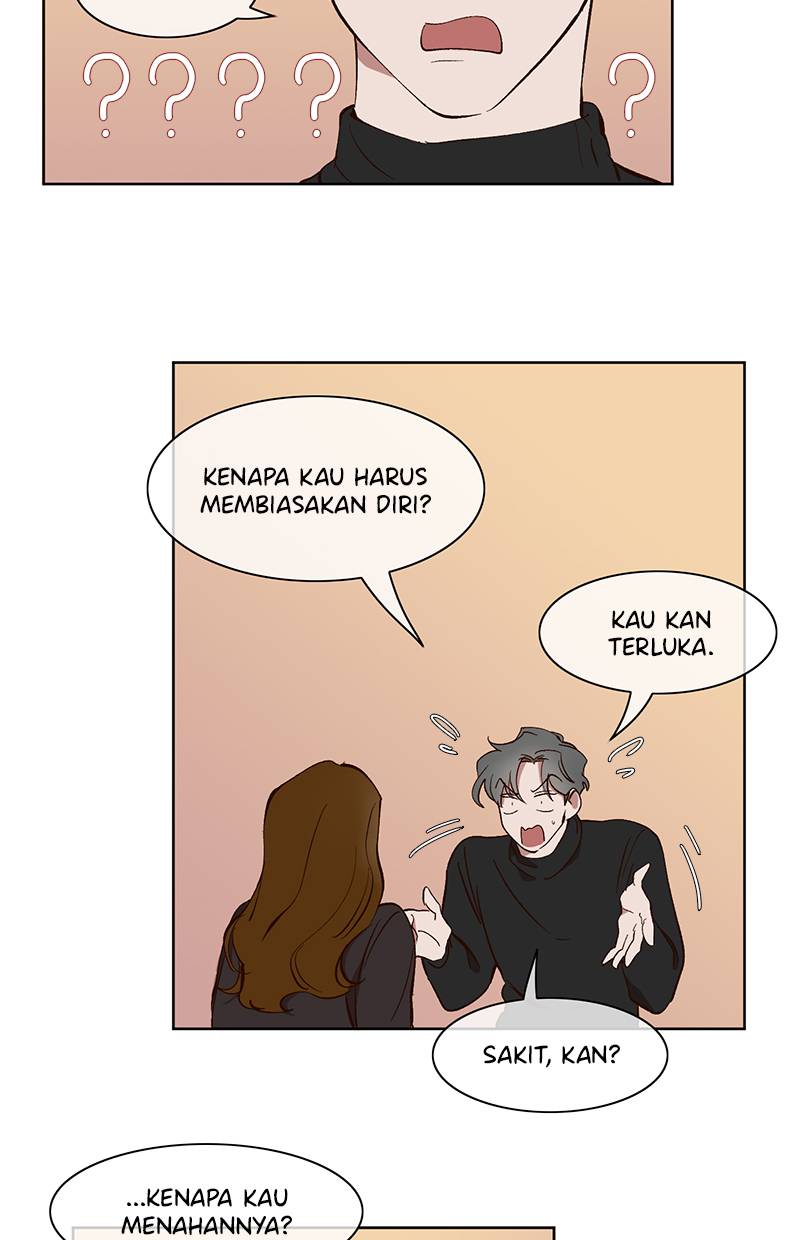 ? ? ? ? ?
KENAPA KAU HARUS
MEMBIASAKAN DIRI?
KAU KAN
TERLUKA.
SAKIT, KAN?
...KENAPA KAU
MENAHANNYA?